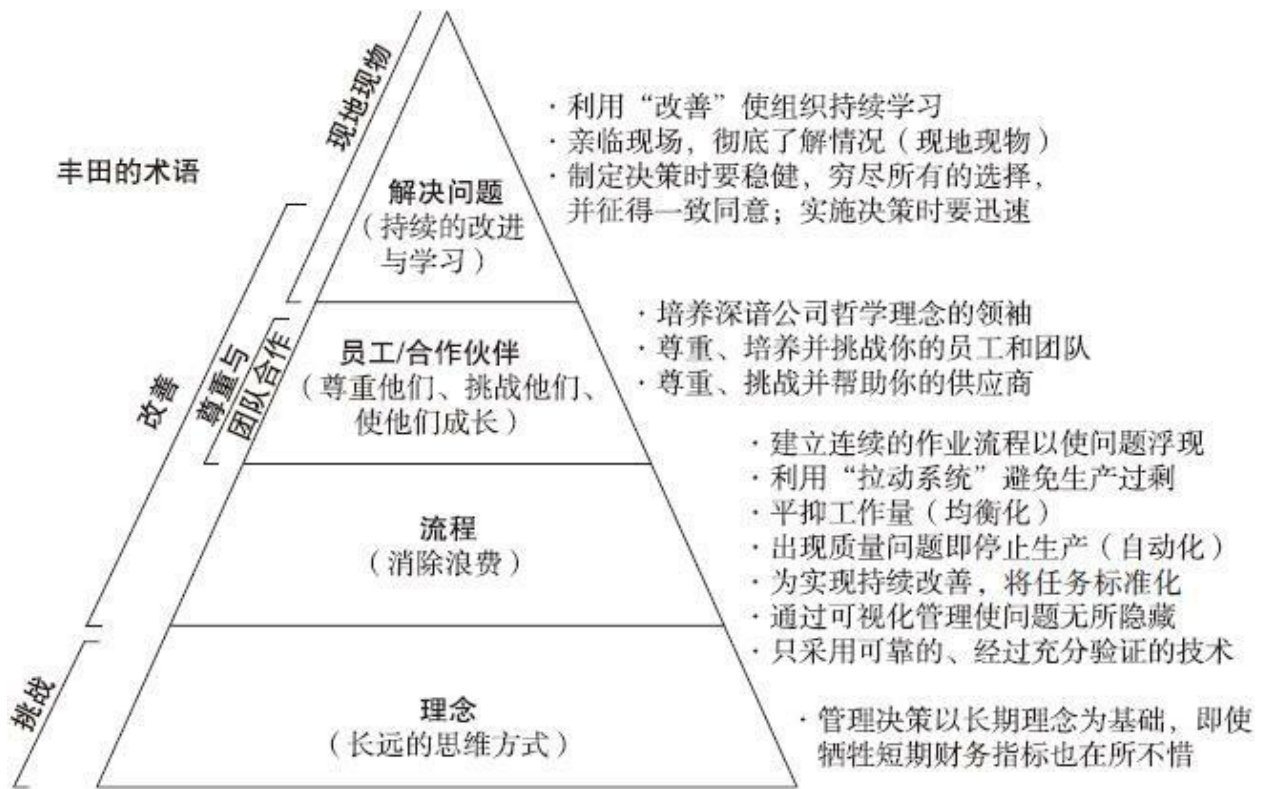 丰田的术语
现地现物
改善
尊重与
团队合作
挑战
解决问题
（持续的改进
与学习）
· 利用“改善”使组织持续学习
· 亲临现场，彻底了解情况（现地现物）
· 制定决策时要稳健，穷尽所有的选择，
并征得一致同意；实施决策时要迅速
员工/合作伙伴
（尊重他们、挑战他们、
使他们成长）
· 培养深谙公司哲学理念的领袖
· 尊重、培养并挑战你的员工和团队
· 尊重、挑战并帮助你的供应商
流程
（消除浪费）
· 建立连续的作业流程以使问题浮现
· 利用“拉动系统”避免生产过剩
· 平抑工作量（均衡化）
· 出现质量问题即停止生产（自动化）
· 为实现持续改善，将任务标准化
· 通过可视化管理使问题无所隐藏
· 只采用可靠的、经过充分验证的技术
理念
（长远的思维方式）
· 管理决策以长期理念为基础，即使
牺牲短期财务指标也在所不惜